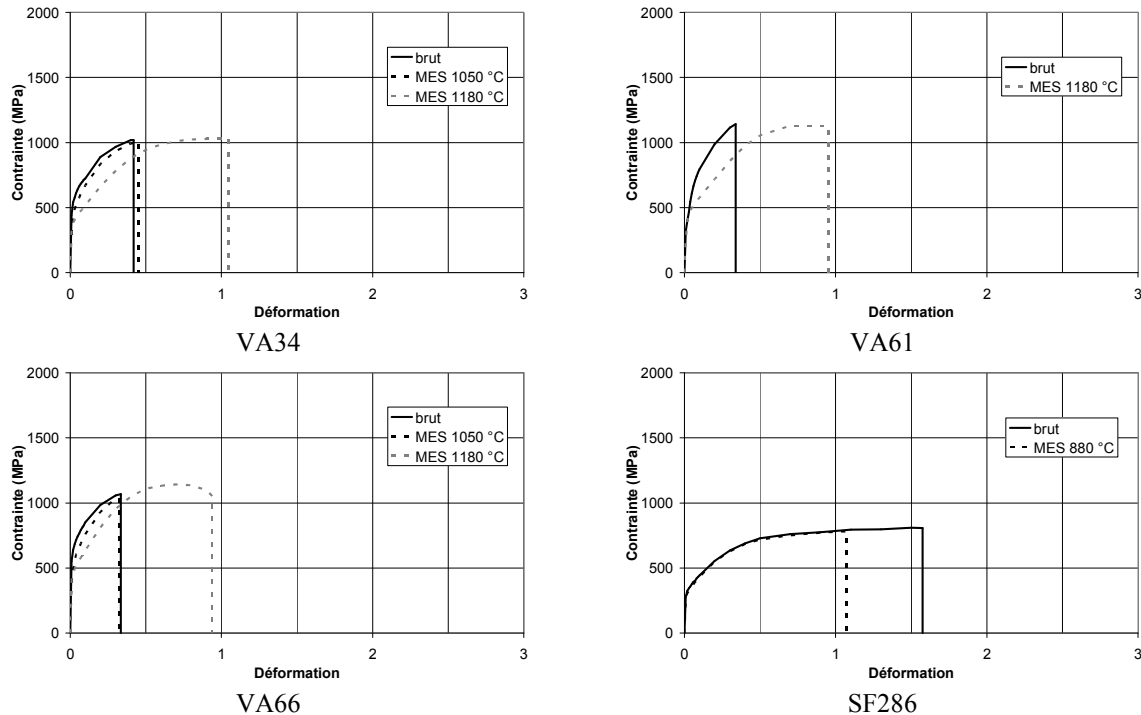 2000
1500
1000
500
0
Contrainte (MPa)
brut
MES 1050 °C
MES 1180 °C
0 1 2 3
Déformation
VA34
2000
1500
1000
500
0
Contrainte (MPa)
brut
MES 1180 °C
0 1 2 3
Déformation
VA61
2000
1500
1000
500
0
Contrainte (MPa)
brut
MES 1050 °C
MES 1180 °C
0 1 2 3
Déformation
VA66
2000
1500
1000
500
0
Contrainte (MPa)
brut
MES 880 °C
0 1 2 3
Déformation
SF286